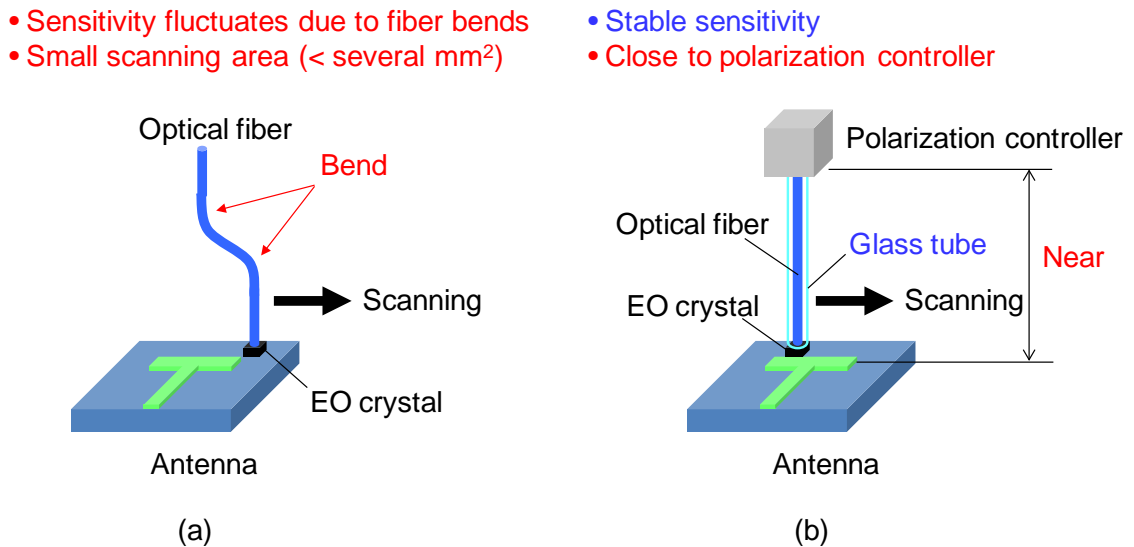 • Sensitivity fluctuates due to fiber bends
• Small scanning area (< several mm²)
Optical fiber
Bend
Scanning
EO crystal
Antenna
(a)
• Stable sensitivity
• Close to polarization controller
Polarization controller
Optical fiber
Glass tube
Near
EO crystal
Scanning
Antenna
(b)